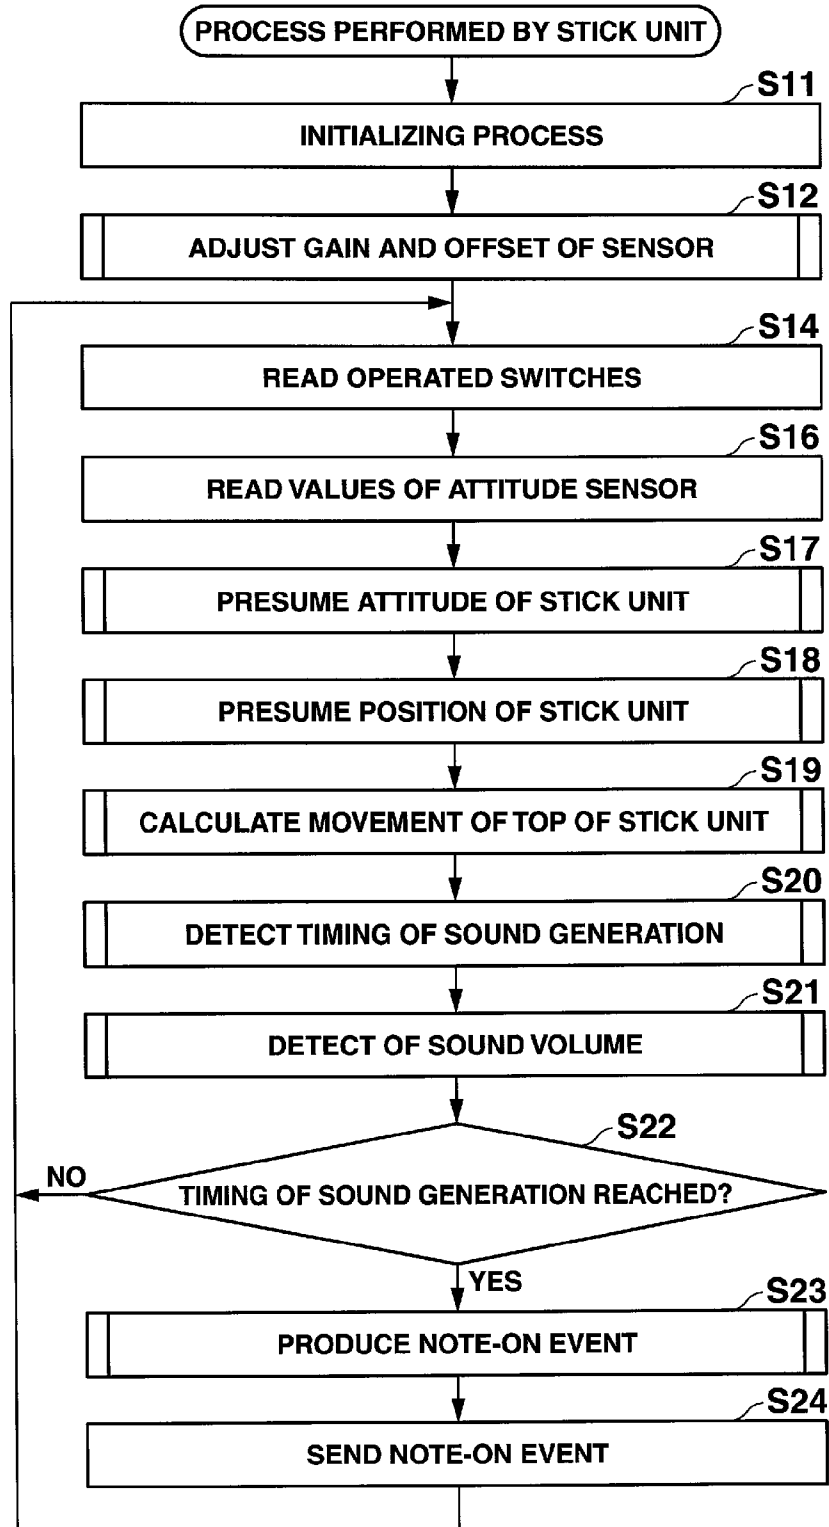 PROCESS PERFORMED BY STICK UNIT
S11
INITIALIZING PROCESS
S12
ADJUST GAIN AND OFFSET OF SENSOR
S14
READ OPERATED SWITCHES
S16
READ VALUES OF ATTITUDE SENSOR
S17
PRESUME ATTITUDE OF STICK UNIT
S18
PRESUME POSITION OF STICK UNIT
S19
CALCULATE MOVEMENT OF TOP OF STICK UNIT
S20
DETECT TIMING OF SOUND GENERATION
S21
DETECT OF SOUND VOLUME
S22
NO
TIMING OF SOUND GENERATION REACHED?
YES
S23
PRODUCE NOTE-ON EVENT
S24
SEND NOTE-ON EVENT